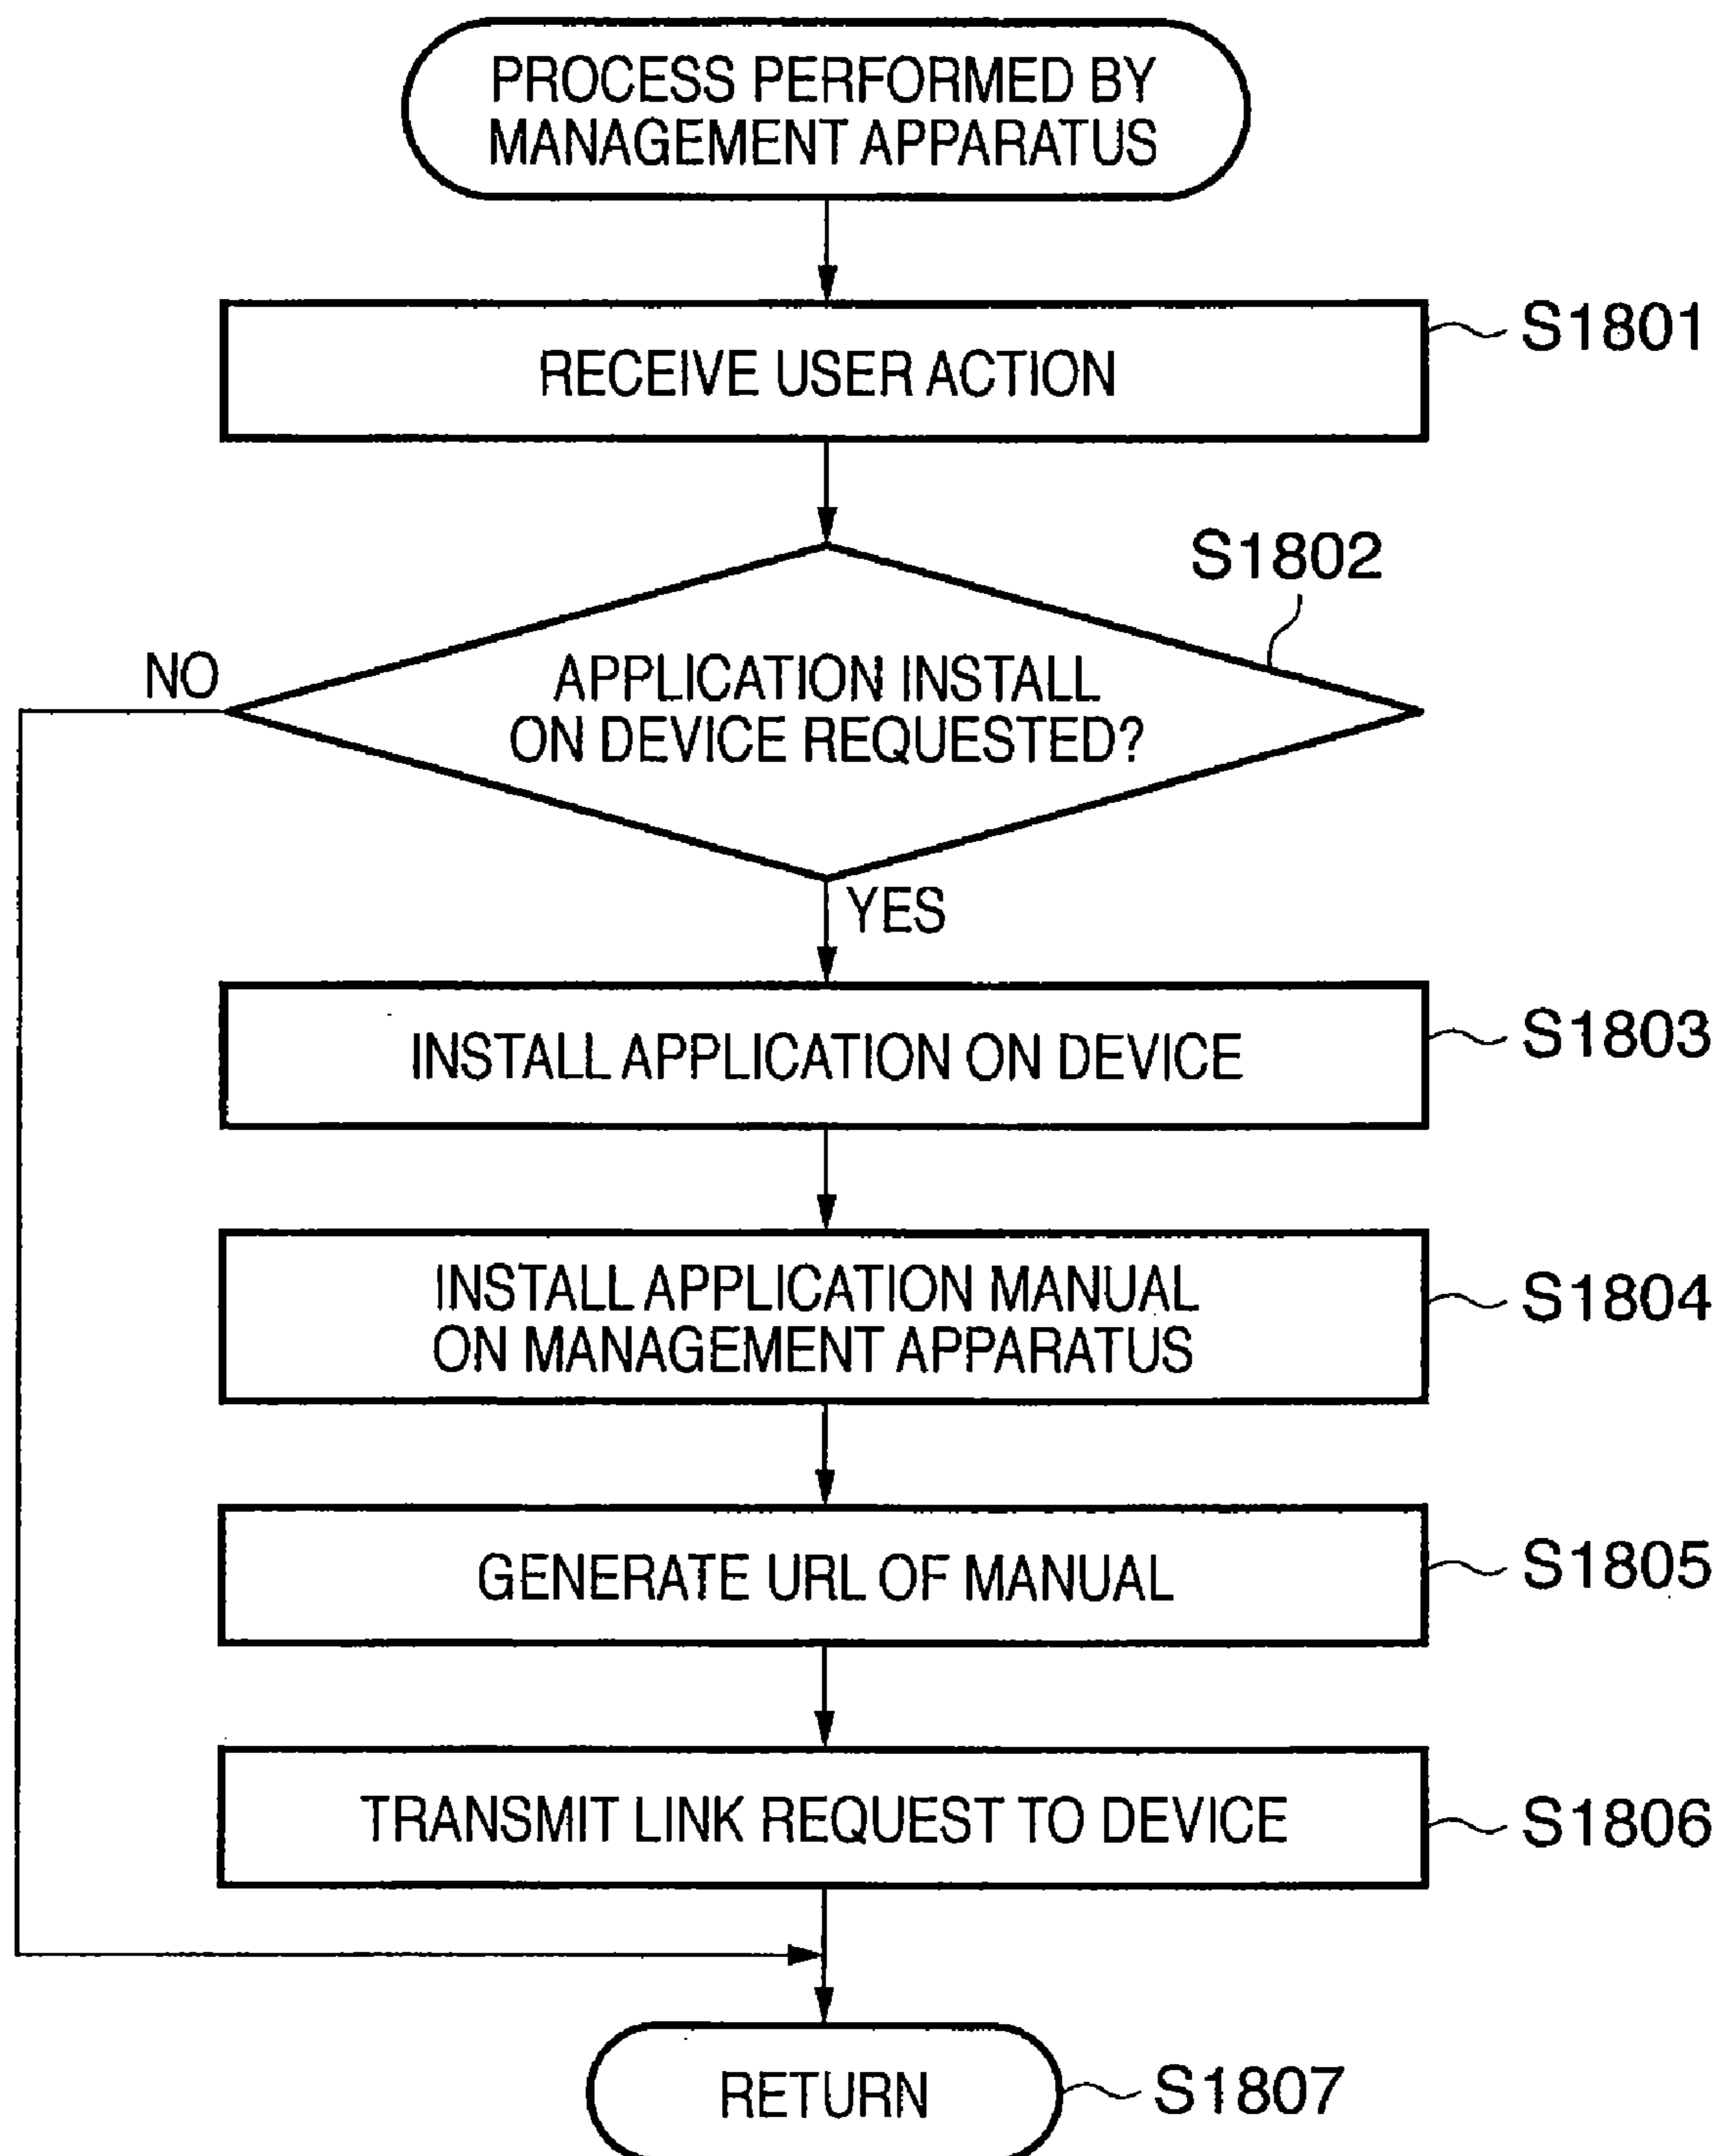 PROCESS PERFORMED BY
MANAGEMENT APPARATUS
RECEIVE USER ACTION
S1801
S1802
APPLICATION INSTALL
ON DEVICE REQUESTED?
NO
YES
INSTALL APPLICATION ON DEVICE
S1803
INSTALL APPLICATION MANUAL
ON MANAGEMENT APPARATUS
S1804
GENERATE URL OF MANUAL
S1805
TRANSMIT LINK REQUEST TO DEVICE
S1806
RETURN
S1807